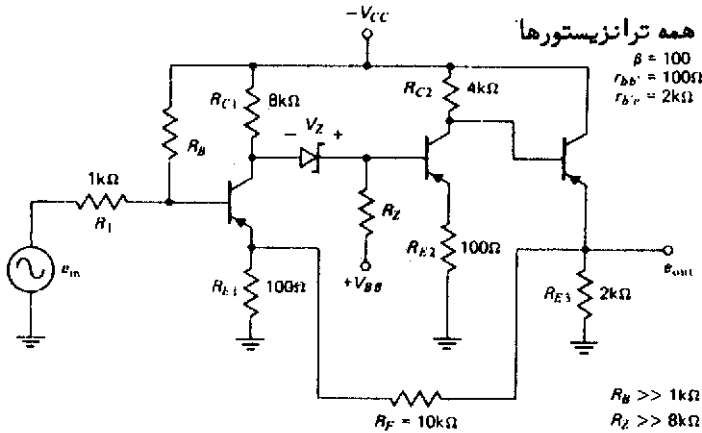 −V_CC
همه ترانزیستورها
β = 100
r_bb' = 100Ω
r_b'e = 2kΩ
R_C1 8kΩ
R_C2 4kΩ
R_B
− V_Z +
1kΩ
R_1
R_Z
e_in
R_E1 100Ω
+V_BB
R_E2 100Ω
e_out
R_E3 2kΩ
R_F = 10kΩ
R_B >> 1kΩ
R_Z >> 8kΩ